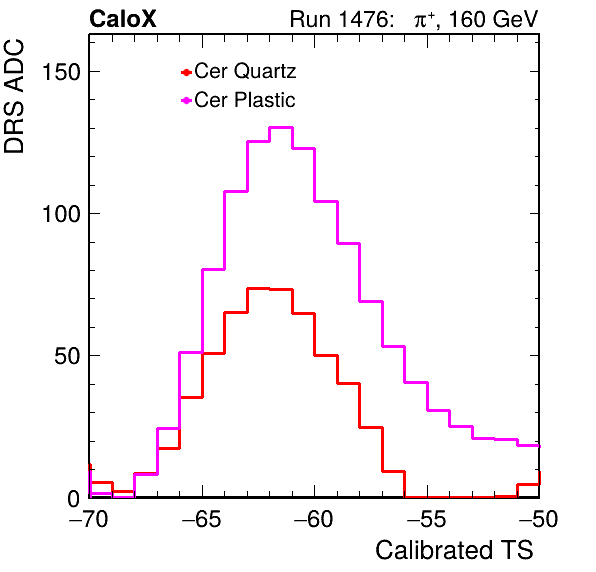 CaloX
Run 1476: π⁺, 160 GeV
DRS ADC
Cer Quartz
Cer Plastic
150
100
50
0
−70
−65
−60
−55
−50
Calibrated TS